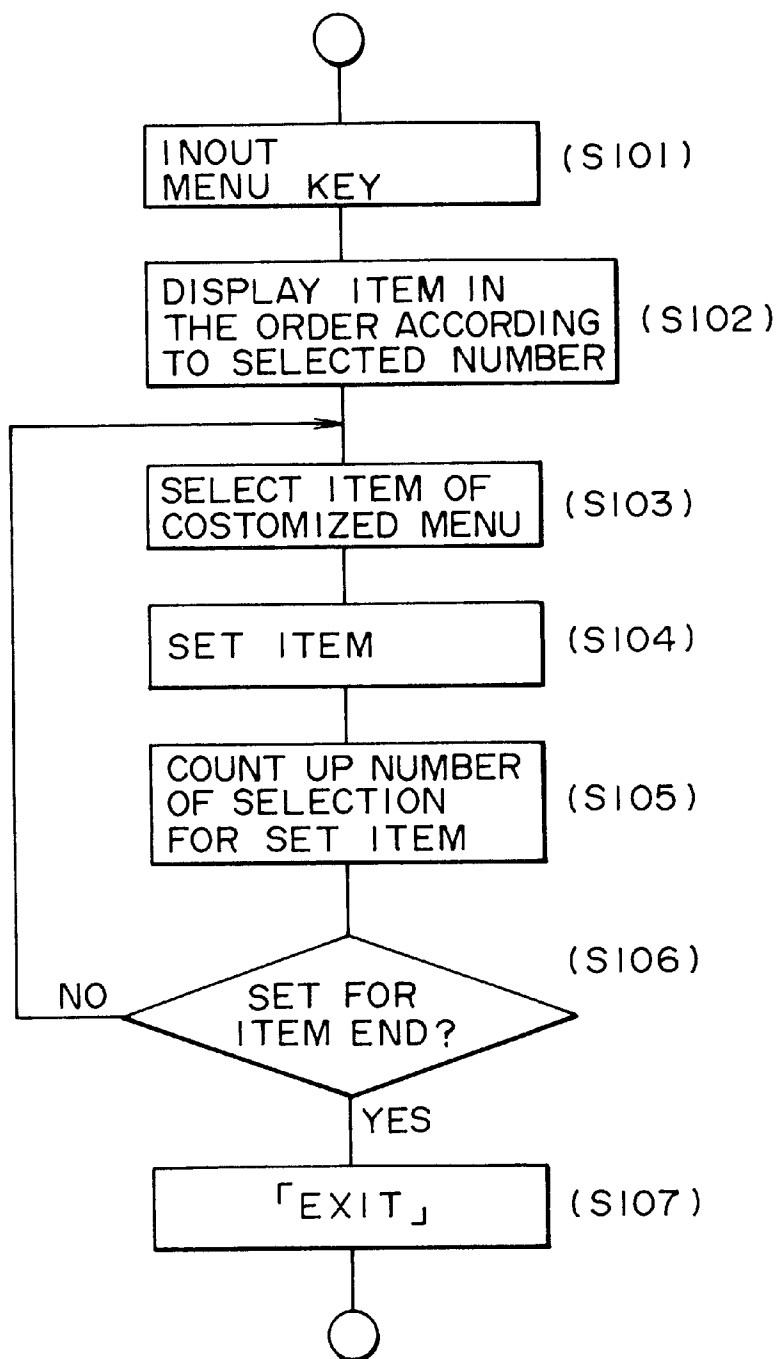 INOUT
MENU KEY
(S101)
DISPLAY ITEM IN
THE ORDER ACCORDING
TO SELECTED NUMBER
(S102)
SELECT ITEM OF
COSTOMIZED MENU
(S103)
SET ITEM
(S104)
COUNT UP NUMBER
OF SELECTION
FOR SET ITEM
(S105)
(S106)
NO
SET FOR
ITEM END?
YES
「EXIT」
(S107)